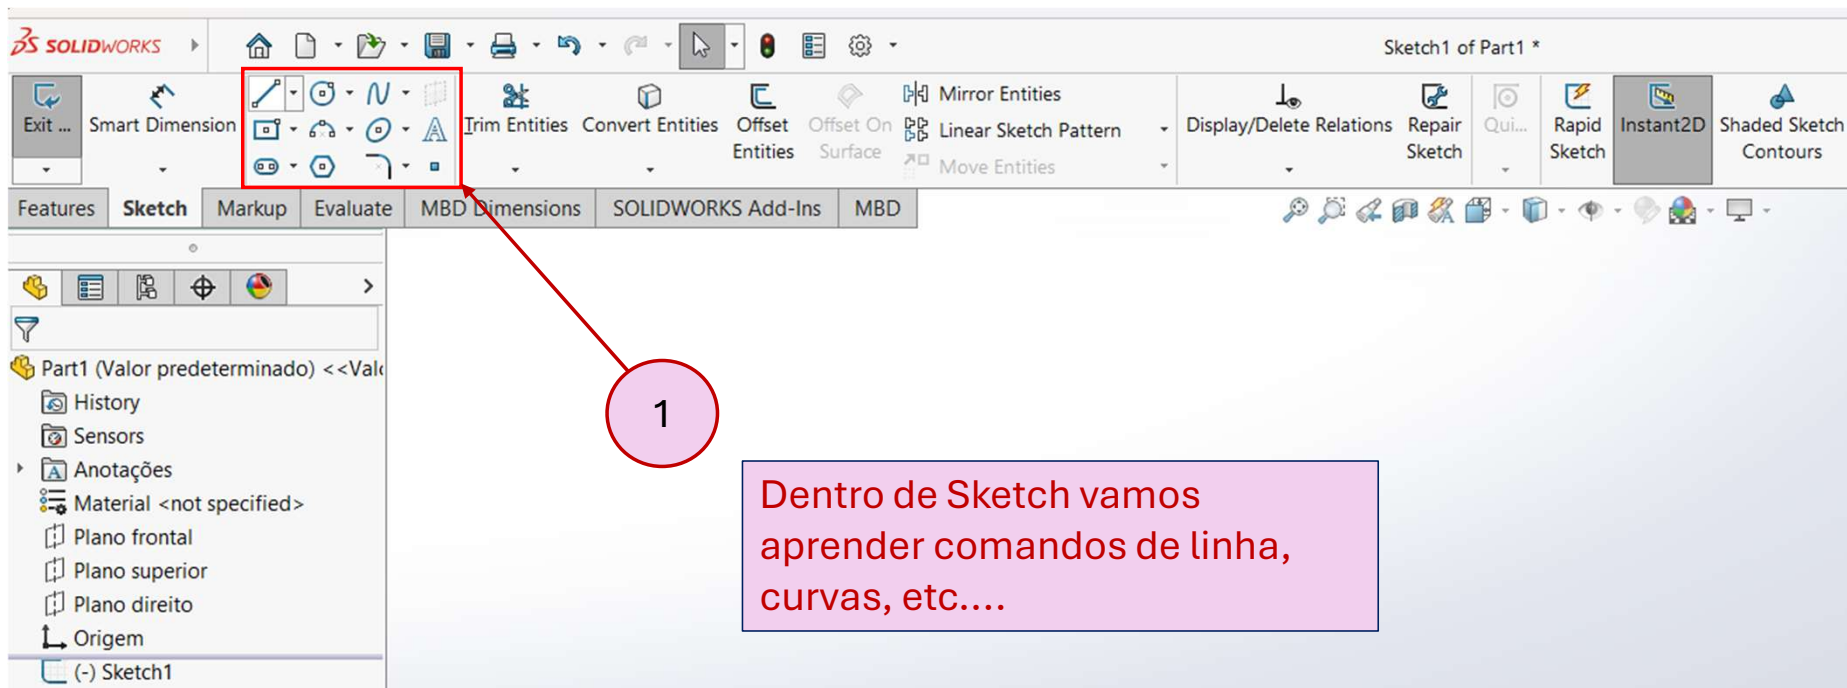 SOLIDWORKS
Sketch1 of Part1 *
Exit ...
Smart Dimension
Trim Entities
Convert Entities
Offset
Entities
Offset On
Surface
Mirror Entities
Linear Sketch Pattern
Move Entities
Display/Delete Relations
Repair
Sketch
Qui...
Rapid
Sketch
Instant2D
Shaded Sketch
Contours
Features Sketch Markup Evaluate MBD Dimensions SOLIDWORKS Add-Ins MBD
Part1 (Valor predeterminado) <<Valo
History
Sensors
Anotações
Material <not specified>
Plano frontal
Plano superior
Plano direito
Origem
(-) Sketch1
1
Dentro de Sketch vamos
aprender comandos de linha,
curvas, etc....